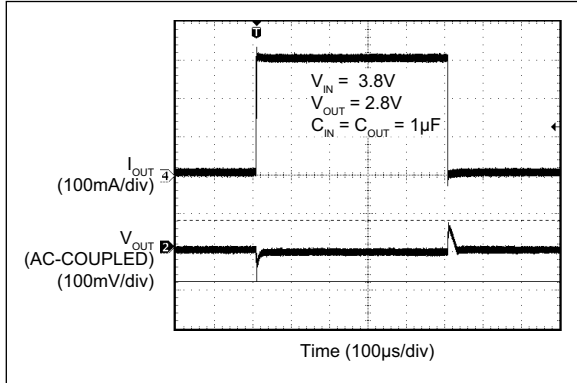 T
V_IN = 3.8V
V_OUT = 2.8V
C_IN = C_OUT = 1µF
I_OUT
(100mA/div)
4
V_OUT
2
(AC-COUPLED)
(100mV/div)
Time (100µs/div)